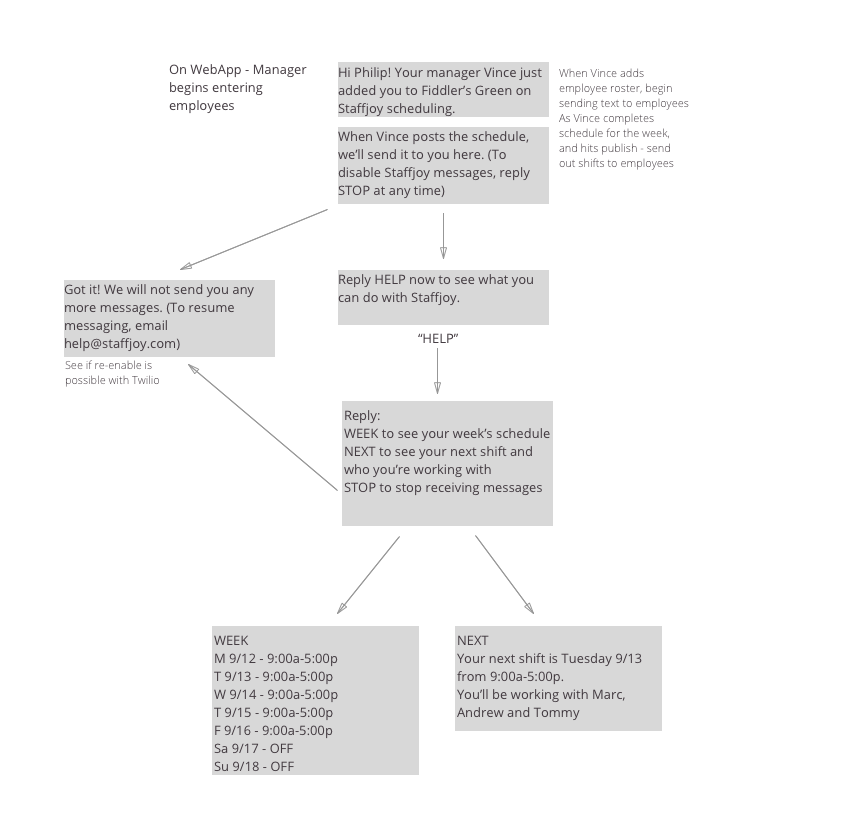 On WebApp - Manager
begins entering
employees
Hi Philip! Your manager Vince just
added you to Fiddler’s Green on
Staffjoy scheduling.
When Vince adds
employee roster, begin
sending text to employees
As Vince completes
schedule for the week,
and hits publish - send
out shifts to employees
When Vince posts the schedule,
we’ll send it to you here. (To
disable Staffjoy messages, reply
STOP at any time)
Got it! We will not send you any
more messages. (To resume
messaging, email
help@staffjoy.com)
See if re-enable is
possible with Twilio
Reply HELP now to see what you
can do with Staffjoy.
“HELP”
Reply:
WEEK to see your week’s schedule
NEXT to see your next shift and
who you’re working with
STOP to stop receiving messages
WEEK
M 9/12 - 9:00a-5:00p
T 9/13 - 9:00a-5:00p
W 9/14 - 9:00a-5:00p
T 9/15 - 9:00a-5:00p
F 9/16 - 9:00a-5:00p
Sa 9/17 - OFF
Su 9/18 - OFF
NEXT
Your next shift is Tuesday 9/13
from 9:00a-5:00p.
You’ll be working with Marc,
Andrew and Tommy